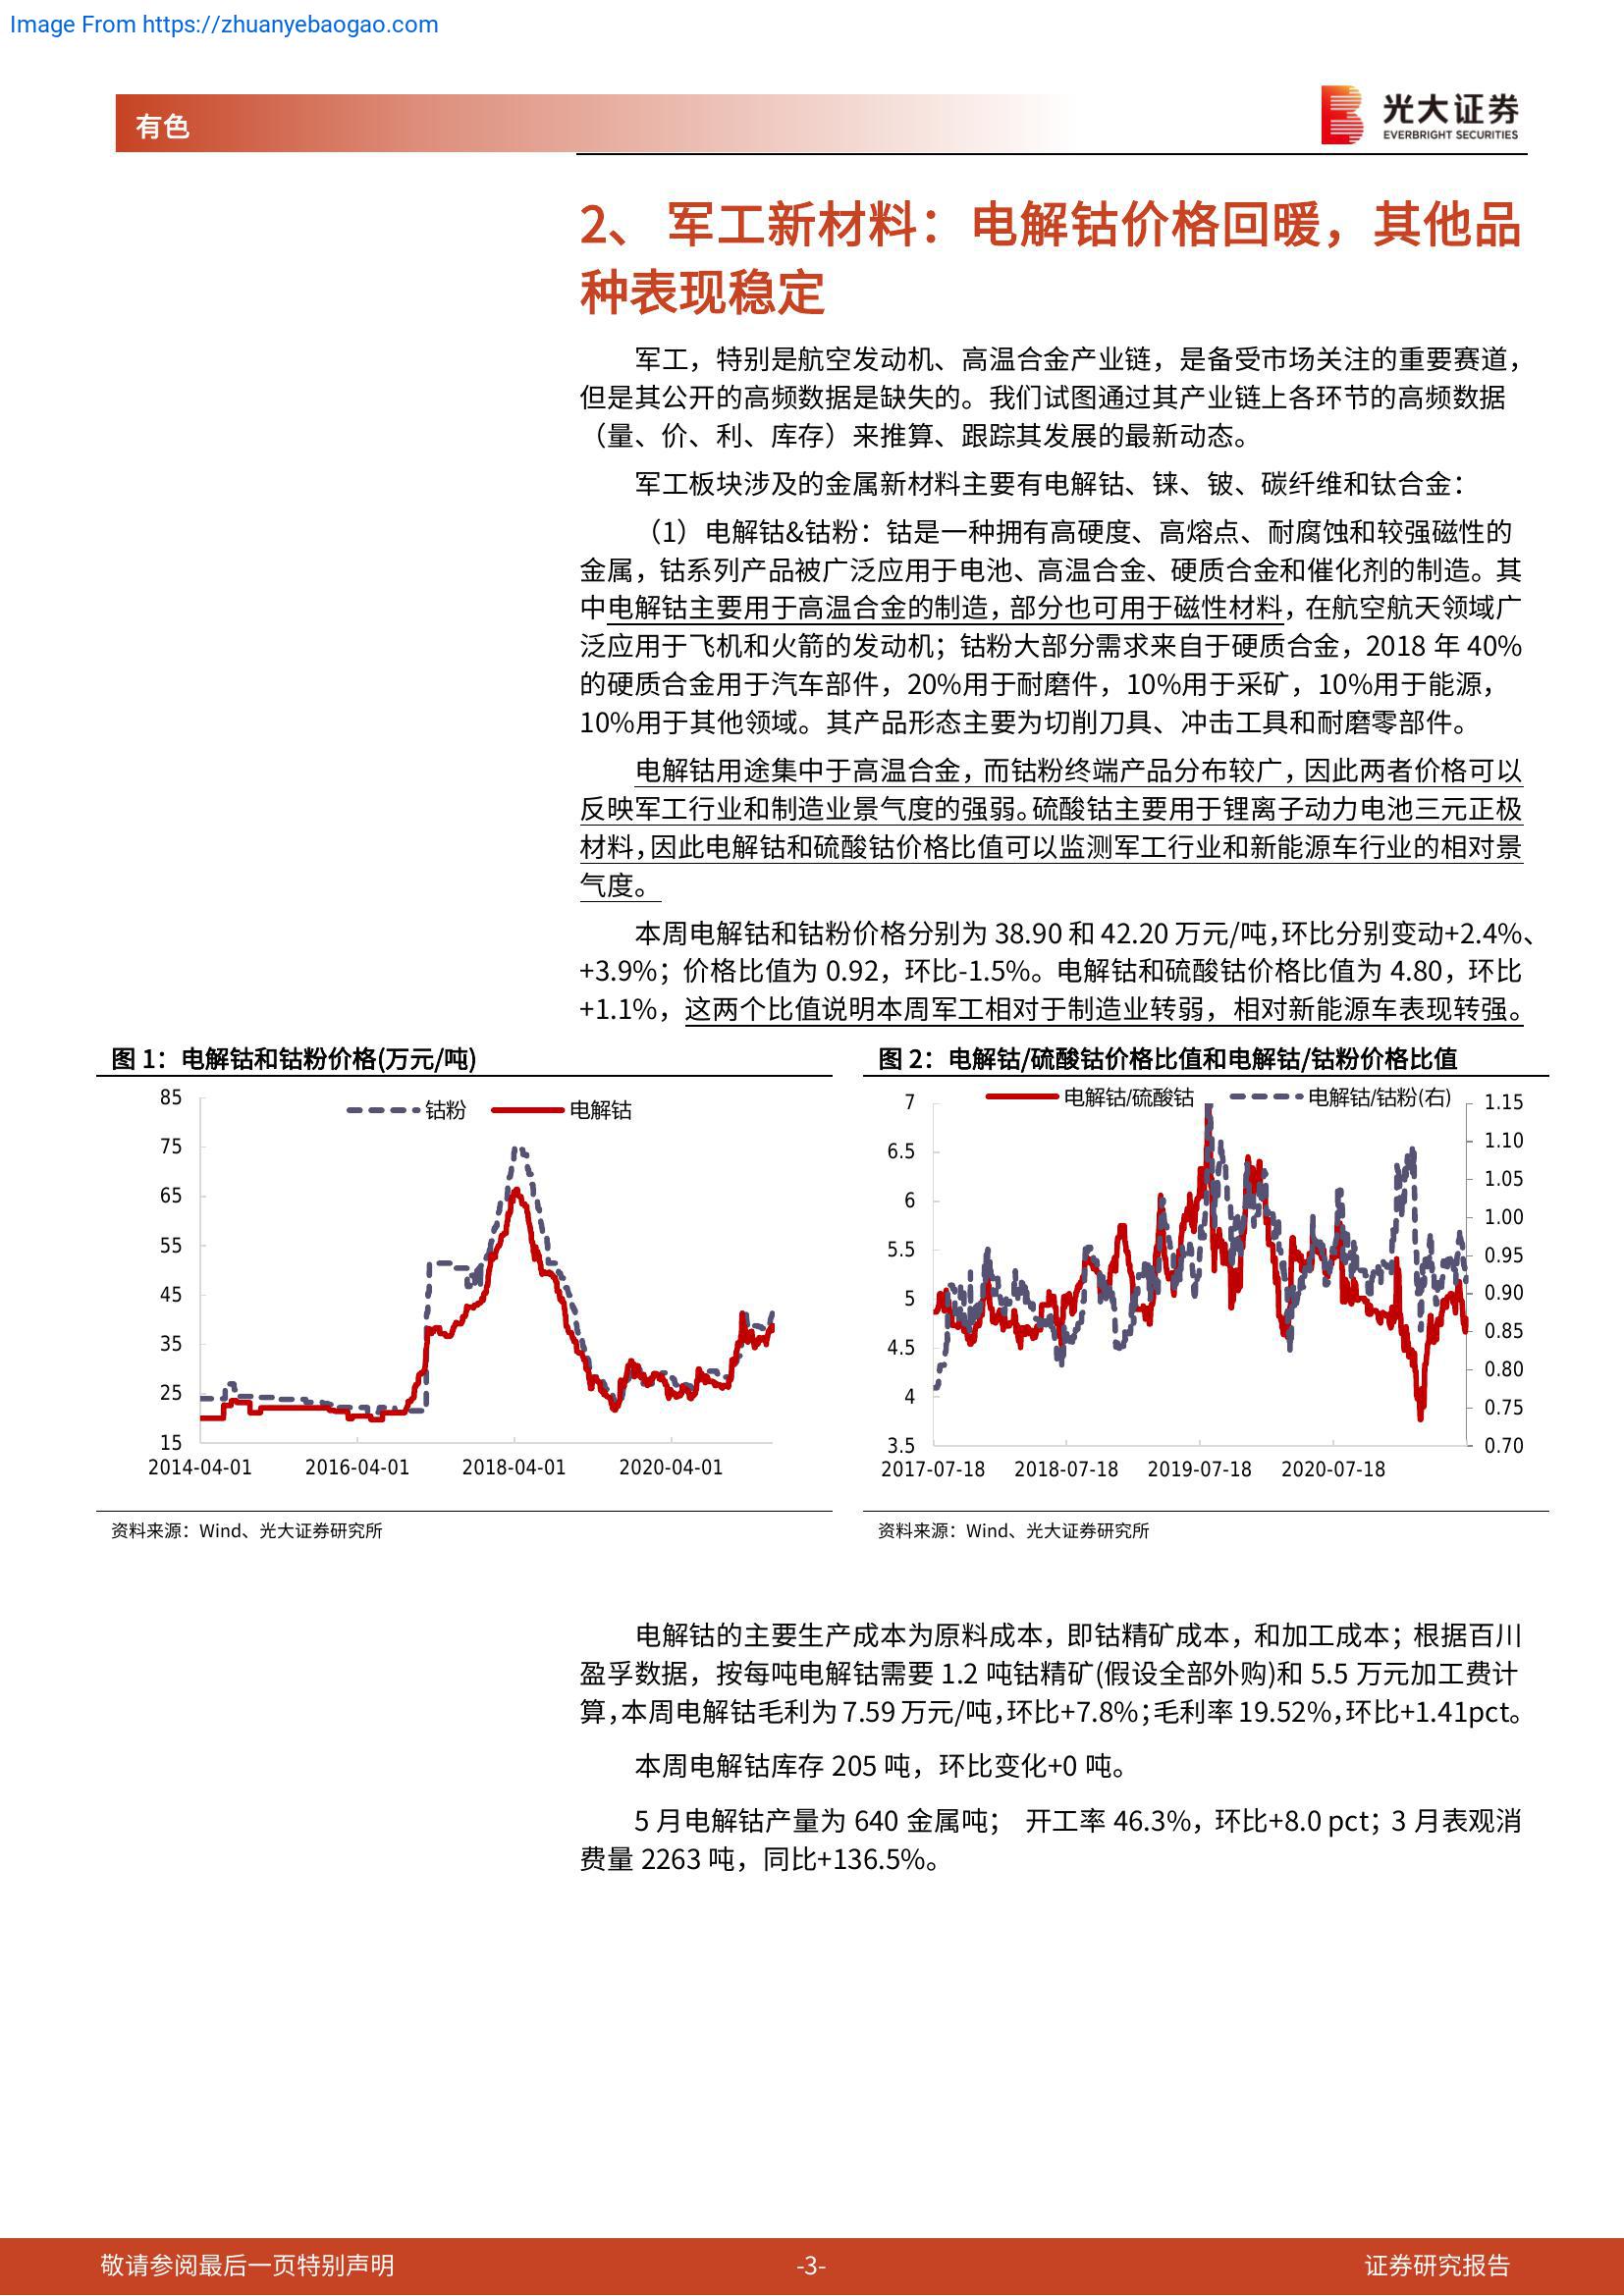 Image From https://zhuanyebaogao.com
有色
光大证券
EVERBRIGHT SECURITIES
2、 军工新材料：电解钴价格回暖，其他品
种表现稳定
军工，特别是航空发动机、高温合金产业链，是备受市场关注的重要赛道，
但是其公开的高频数据是缺失的。我们试图通过其产业链上各环节的高频数据
（量、价、利、库存）来推算、跟踪其发展的最新动态。
军工板块涉及的金属新材料主要有电解钴、铼、铍、碳纤维和钛合金：
（1）电解钴&钴粉：钴是一种拥有高硬度、高熔点、耐腐蚀和较强磁性的
金属，钴系列产品被广泛应用于电池、高温合金、硬质合金和催化剂的制造。其
中电解钴主要用于高温合金的制造，部分也可用于磁性材料，在航空航天领域广
泛应用于飞机和火箭的发动机；钴粉大部分需求来自于硬质合金，2018 年 40%
的硬质合金用于汽车部件，20%用于耐磨件，10%用于采矿，10%用于能源，
10%用于其他领域。其产品形态主要为切削刀具、冲击工具和耐磨零部件。
电解钴用途集中于高温合金，而钴粉终端产品分布较广，因此两者价格可以
反映军工行业和制造业景气度的强弱。硫酸钴主要用于锂离子动力电池三元正极
材料，因此电解钴和硫酸钴价格比值可以监测军工行业和新能源车行业的相对景
气度。
本周电解钴和钴粉价格分别为 38.90 和 42.20 万元/吨，环比分别变动+2.4%、
+3.9%；价格比值为 0.92，环比-1.5%。电解钴和硫酸钴价格比值为 4.80，环比
+1.1%，这两个比值说明本周军工相对于制造业转弱，相对新能源车表现转强。
图 1：电解钴和钴粉价格(万元/吨)
钴粉 电解钴
85
75
65
55
45
35
25
15
2014-04-01 2016-04-01 2018-04-01 2020-04-01
资料来源：Wind、光大证券研究所
图 2：电解钴/硫酸钴价格比值和电解钴/钴粉价格比值
电解钴/硫酸钴 电解钴/钴粉(右)
7
6.5
6
5.5
5
4.5
4
3.5
1.15
1.10
1.05
1.00
0.95
0.90
0.85
0.80
0.75
0.70
2017-07-18 2018-07-18 2019-07-18 2020-07-18
资料来源：Wind、光大证券研究所
电解钴的主要生产成本为原料成本，即钴精矿成本，和加工成本；根据百川
盈孚数据，按每吨电解钴需要 1.2 吨钴精矿(假设全部外购)和 5.5 万元加工费计
算，本周电解钴毛利为 7.59 万元/吨，环比+7.8%；毛利率 19.52%，环比+1.41pct。
本周电解钴库存 205 吨，环比变化+0 吨。
5 月电解钴产量为 640 金属吨； 开工率 46.3%，环比+8.0 pct；3 月表观消
费量 2263 吨，同比+136.5%。
敬请参阅最后一页特别声明
-3-
证券研究报告